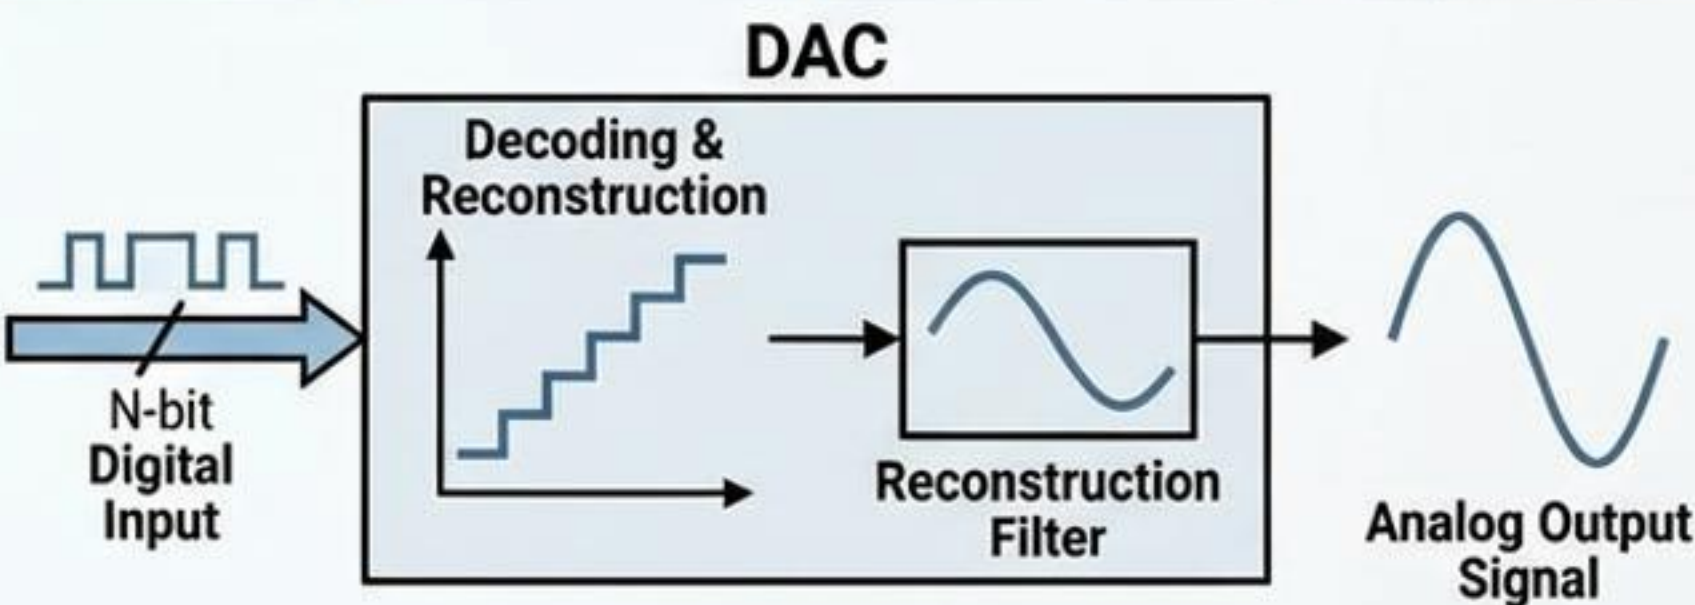 DAC
Decoding &
Reconstruction
N-bit
Digital
Input
Reconstruction
Filter
Analog Output
Signal